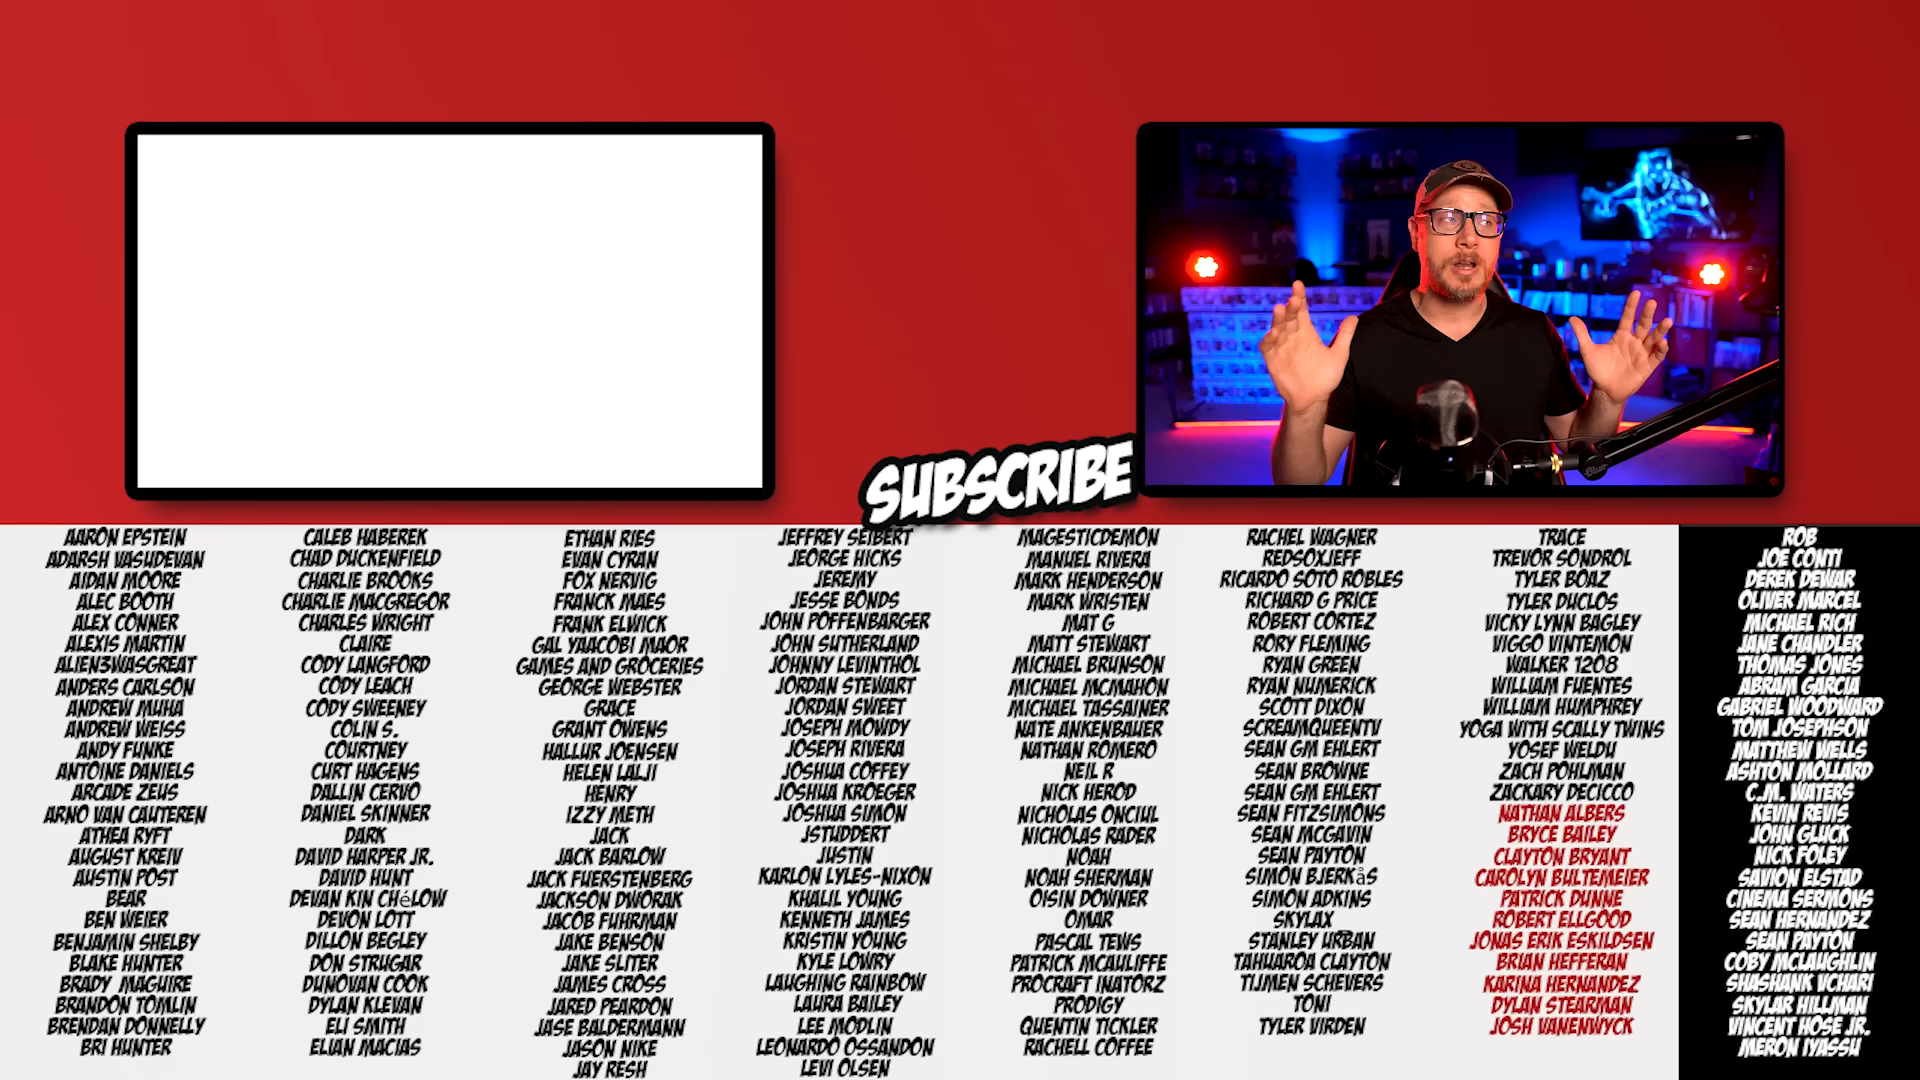 SUBSCRIBE
AARON EPSTEIN
ADARSH VASUDEVAN
AIDAN MOORE
ALEC BOOTH
ALEX CONNER
ALEXIS MARTIN
ALIEN3WASGREAT
ANDERS CARLSON
ANDREW MUHA
ANDREW WEISS
ANDY FUNKE
ANTOINE DANIELS
ARCADE ZEUS
ARNO VAN CAUTEREN
ATHEA RYFT
AUGUST KREIV
AUSTIN POST
BEAR
BEN WEIER
BENJAMIN SHELBY
BLAKE HUNTER
BRADY MAGUIRE
BRANDON TOMLIN
BRENDAN DONNELLY
BRI HUNTER
CALEB HABEREK
CHAD DUCKENFIELD
CHARLIE BROOKS
CHARLIE MACGREGOR
CHARLES WRIGHT
CLAIRE
CODY LANGFORD
CODY LEACH
CODY SWEENEY
COLIN S.
COURTNEY
CURT HAGENS
DALLIN CERVO
DANIEL SKINNER
DARK
DAVID HARPER JR.
DAVID HUNT
DEVAN KIN CHéLOW
DEVON LOTT
DILLON BEGLEY
DON STRUGAR
DUNOVAN COOK
DYLAN KLEVAN
ELI SMITH
ELIAN MACIAS
ETHAN RIES
EVAN CYRAN
FOX NERVIG
FRANCK MAES
FRANK ELWICK
GAL YAACOBI MAOR
GAMES AND GROCERIES
GEORGE WEBSTER
GRACE
GRANT OWENS
HALLUR JOENSEN
HELEN LALJI
HENRY
IZZY METH
JACK
JACK BARLOW
JACK FUERSTENBERG
JACKSON DWORAK
JACOB FUHRMAN
JAKE BENSON
JAKE SLITER
JAMES CROSS
JARED PEARDON
JASE BALDERMANN
JASON NIKE
JAY RESH
JEFFREY SEIBERT
JEORGE HICKS
JEREMY
JESSE BONDS
JOHN POFFENBARGER
JOHN SUTHERLAND
JOHNNY LEVINTHOL
JORDAN STEWART
JORDAN SWEET
JOSEPH MOWDY
JOSEPH RIVERA
JOSHUA COFFEY
JOSHUA KROEGER
JOSHUA SIMON
JSTUDDERT
JUSTIN
KARLON LYLES-NIXON
KHALIL YOUNG
KENNETH JAMES
KRISTIN YOUNG
KYLE LOWRY
LAUGHING RAINBOW
LAURA BAILEY
LEE MODLIN
LEONARDO OSSANDON
LEVI OLSEN
MAGESTICDEMON
MANUEL RIVERA
MARK HENDERSON
MARK WRISTEN
MAT G
MATT STEWART
MICHAEL BRUNSON
MICHAEL MCMAHON
MICHAEL TASSAINER
NATE ANKENBAUER
NATHAN ROMERO
NEIL R
NICK HEROD
NICHOLAS ONCIUL
NICHOLAS RADER
NOAH
NOAH SHERMAN
OISIN DOWNER
OMAR
PASCAL TEWS
PATRICK MCAULIFFE
PROCRAFT INATORZ
PRODIGY
QUENTIN TICKLER
RACHELL COFFEE
RACHEL WAGNER
REDSOXJEFF
RICARDO SOTO ROBLES
RICHARD G PRICE
ROBERT CORTEZ
RORY FLEMING
RYAN GREEN
RYAN NUMERICK
SCOTT DIXON
SCREAMQUEENTV
SEAN GM EHLERT
SEAN BROWNE
SEAN GM EHLERT
SEAN FITZSIMONS
SEAN MCGAVIN
SEAN PAYTON
SIMON BJERKåS
SIMON ADKINS
SKYLAX
STANLEY URBAN
TAHUAROA CLAYTON
TIJMEN SCHEVERS
TONI
TYLER VIRDEN
TRACE
TREVOR SONDROL
TYLER BOAZ
TYLER DUCLOS
VICKY LYNN BAGLEY
VIGGO VINTEMON
WALKER 1208
WILLIAM FUENTES
WILLIAM HUMPHREY
YOGA WITH SCALLY TWINS
YOSEF WELDU
ZACH POHLMAN
ZACKARY DECICCO
NATHAN ALBERS
BRYCE BAILEY
CLAYTON BRYANT
CAROLYN BULTEMEIER
PATRICK DUNNE
ROBERT ELLGOOD
JONAS ERIK ESKILDSEN
BRIAN HEFFERAN
KARINA HERNANDEZ
DYLAN STEARMAN
JOSH VANENWYCK
ROB
JOE CONTI
DEREK DEWAR
OLIVER MARCEL
MICHAEL RICH
JANE CHANDLER
THOMAS JONES
ABRAM GARCIA
GABRIEL WOODWARD
TOM JOSEPHSON
MATTHEW WELLS
ASHTON MOLLARD
C.M. WATERS
KEVIN REVIS
JOHN GLUCK
NICK FOLEY
SAVION ELSTAD
CINEMA SERMONS
SEAN HERNANDEZ
SEAN PAYTON
COBY MCLAUGHLIN
SHASHANK VCHARI
SKYLAR HILLMAN
VINCENT HOSE JR.
MERON IYASSU